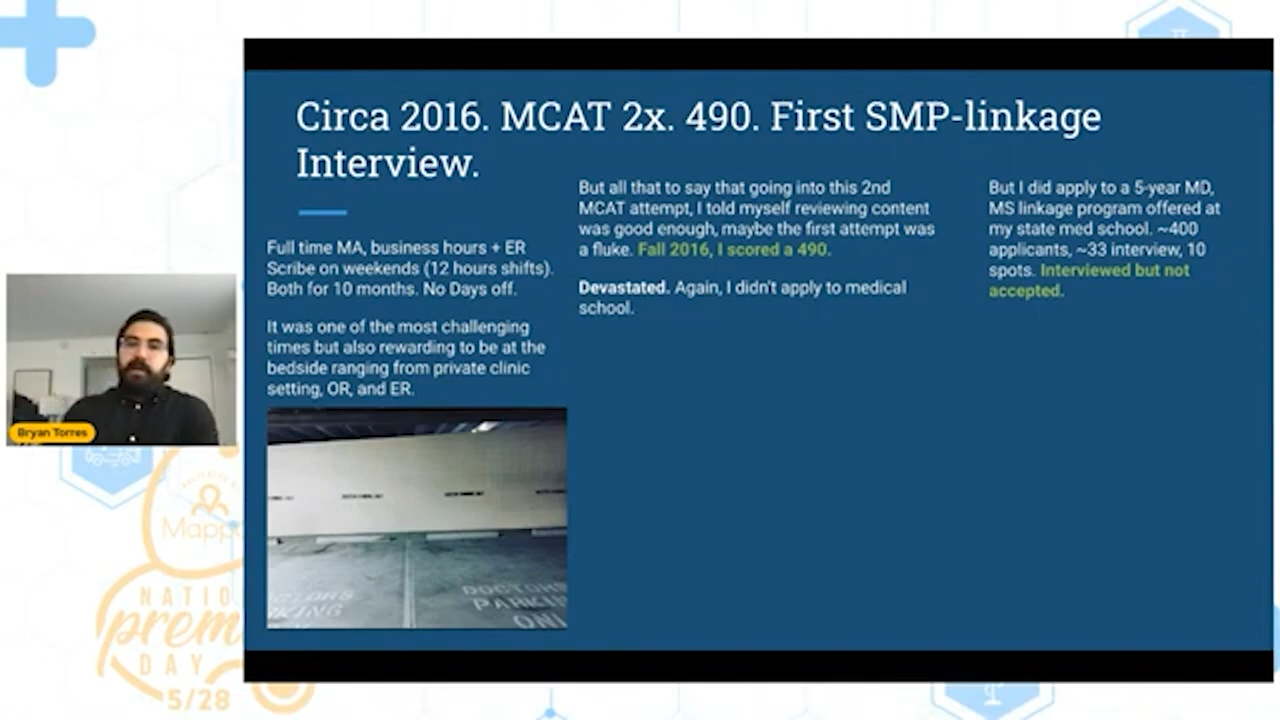 Circa 2016. MCAT 2x. 490. First SMP-linkage
Interview.
Full time MA, business hours + ER
Scribe on weekends (12 hours shifts).
Both for 10 months. No Days off.
It was one of the most challenging
times but also rewarding to be at the
bedside ranging from private clinic
setting, OR, and ER.
But all that to say that going into this 2nd
MCAT attempt, I told myself reviewing content
was good enough, maybe the first attempt was
a fluke. Fall 2016, I scored a 490.
Devastated. Again, I didn't apply to medical
school.
But I did apply to a 5-year MD,
MS linkage program offered at
my state med school. ~400
applicants, ~33 interview, 10
spots. Interviewed but not
accepted.
Bryan Torres
Mapp
NATIO
prem
DAY
5/28
DOCTORS
PARKIN
ONL